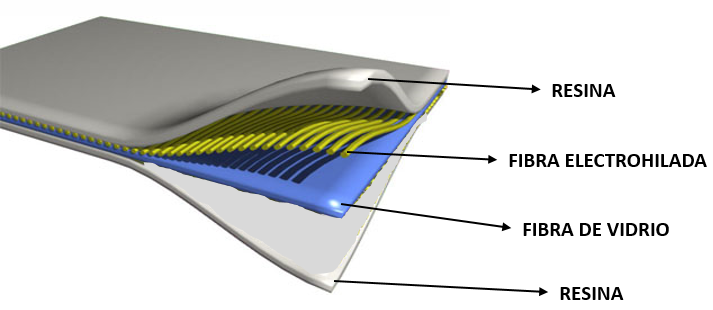 RESINA
FIBRA ELECTROHILADA
FIBRA DE VIDRIO
RESINA